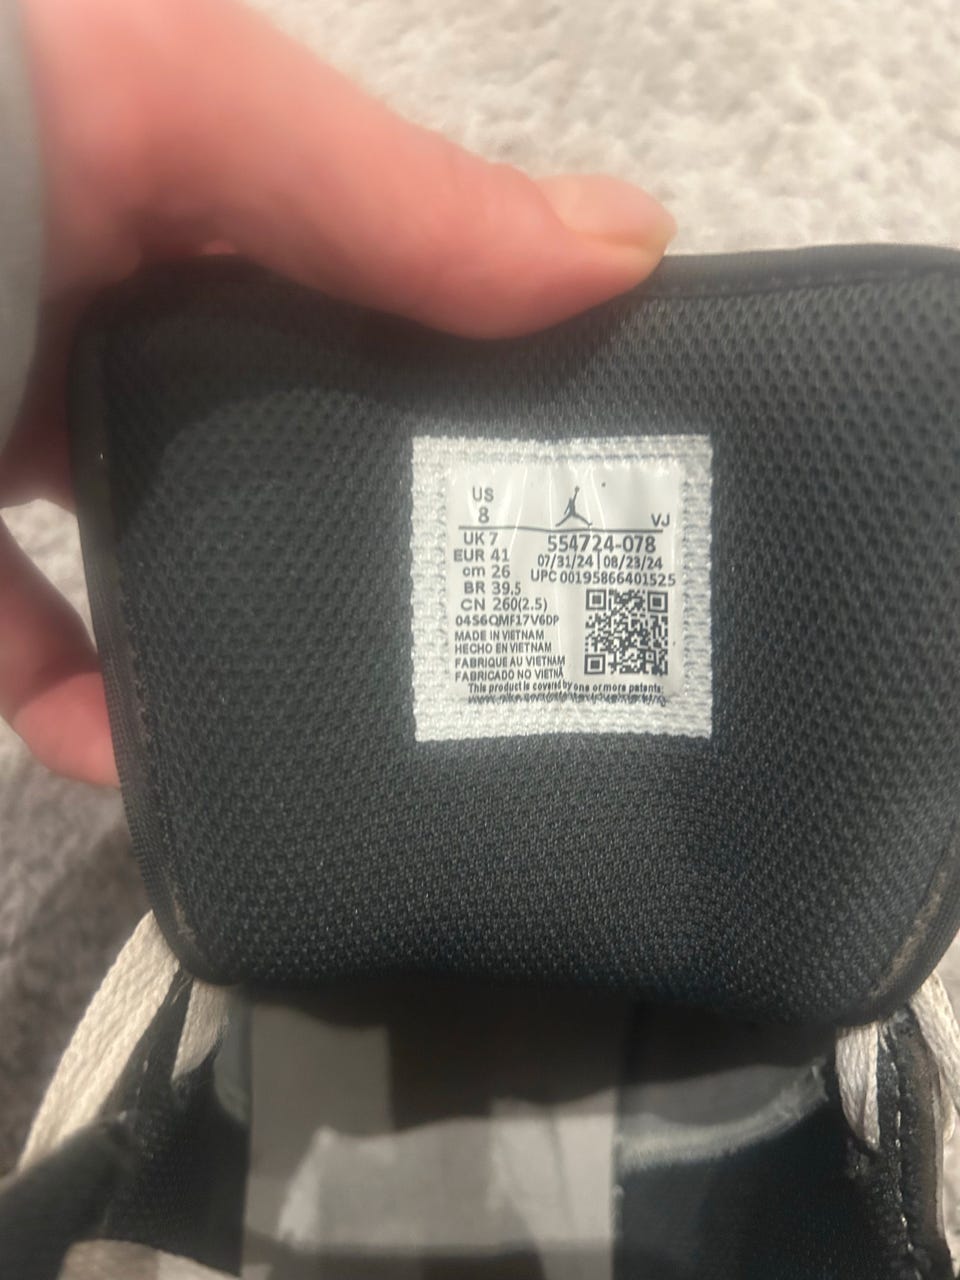 US
8
VJ
UK 7
554724-078
EUR 41
07/31/24 | 08/23/24
cm 26
UPC 00195866401525
BR 39.5
CN 260(2.5)
04S6QMF17V6DP
MADE IN VIETNAM
HECHO EN VIETNAM
FABRIQUE AU VIETNAM
FABRICADO NO VIETNÃ
This product is covered by one or more patents: